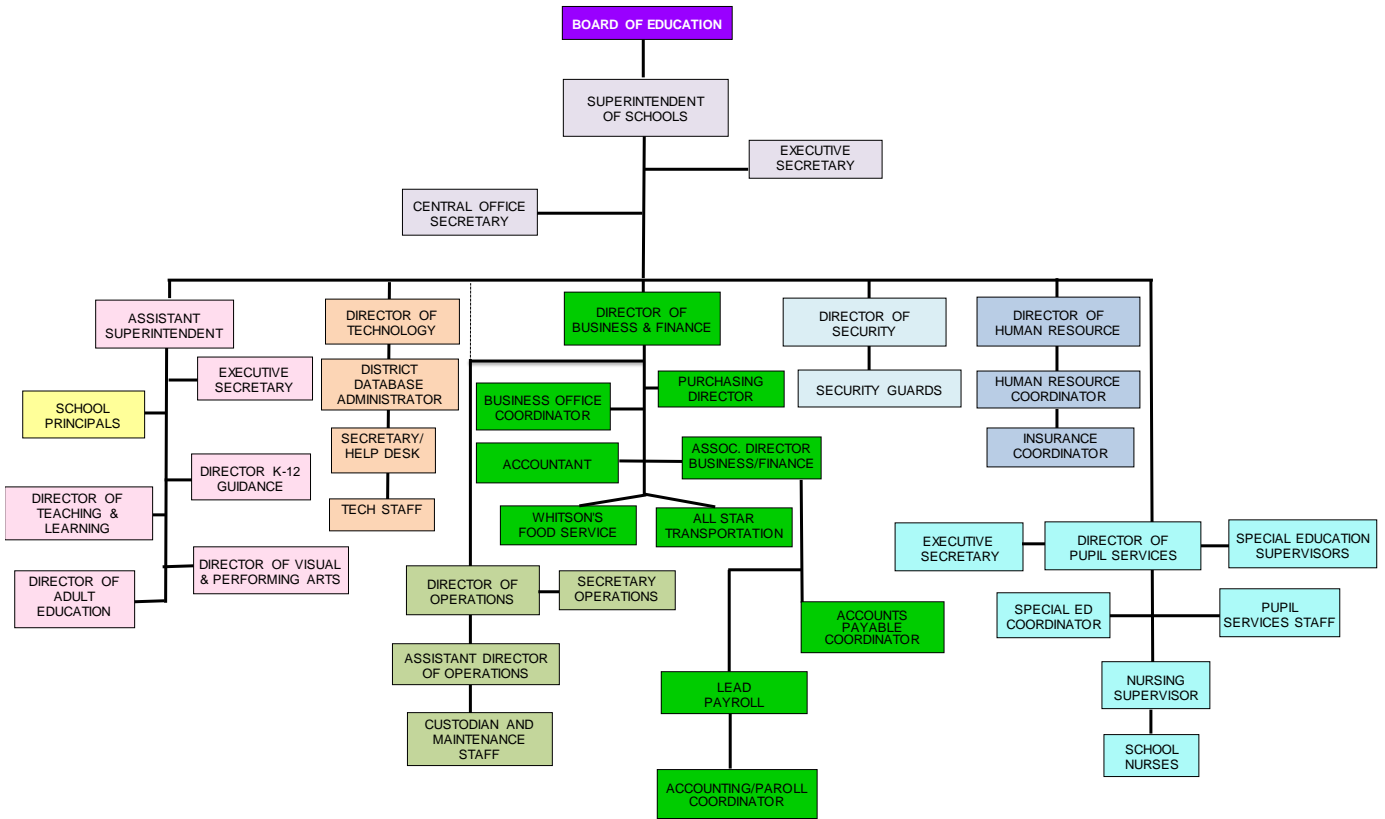 BOARD OF EDUCATION
SUPERINTENDENT
OF SCHOOLS
EXECUTIVE
SECRETARY
CENTRAL OFFICE
SECRETARY
ASSISTANT
SUPERINTENDENT
EXECUTIVE
SECRETARY
SCHOOL
PRINCIPALS
DIRECTOR K-12
GUIDANCE
DIRECTOR OF
TEACHING &
LEARNING
DIRECTOR OF VISUAL
& PERFORMING ARTS
DIRECTOR OF
ADULT
EDUCATION
DIRECTOR OF
TECHNOLOGY
DISTRICT
DATABASE
ADMINISTRATOR
SECRETARY/
HELP DESK
TECH STAFF
DIRECTOR OF
BUSINESS & FINANCE
PURCHASING
DIRECTOR
BUSINESS OFFICE
COORDINATOR
ACCOUNTANT
ASSOC. DIRECTOR
BUSINESS/FINANCE
WHITSON'S
FOOD SERVICE
ALL STAR
TRANSPORTATION
ACCOUNTS
PAYABLE
COORDINATOR
LEAD
PAYROLL
ACCOUNTING/PAROLL
COORDINATOR
DIRECTOR OF
OPERATIONS
SECRETARY
OPERATIONS
ASSISTANT DIRECTOR
OF OPERATIONS
CUSTODIAN AND
MAINTENANCE
STAFF
DIRECTOR OF
SECURITY
SECURITY GUARDS
DIRECTOR OF
HUMAN RESOURCE
HUMAN RESOURCE
COORDINATOR
INSURANCE
COORDINATOR
EXECUTIVE
SECRETARY
DIRECTOR OF
PUPIL SERVICES
SPECIAL EDUCATION
SUPERVISORS
SPECIAL ED
COORDINATOR
PUPIL
SERVICES STAFF
NURSING
SUPERVISOR
SCHOOL
NURSES